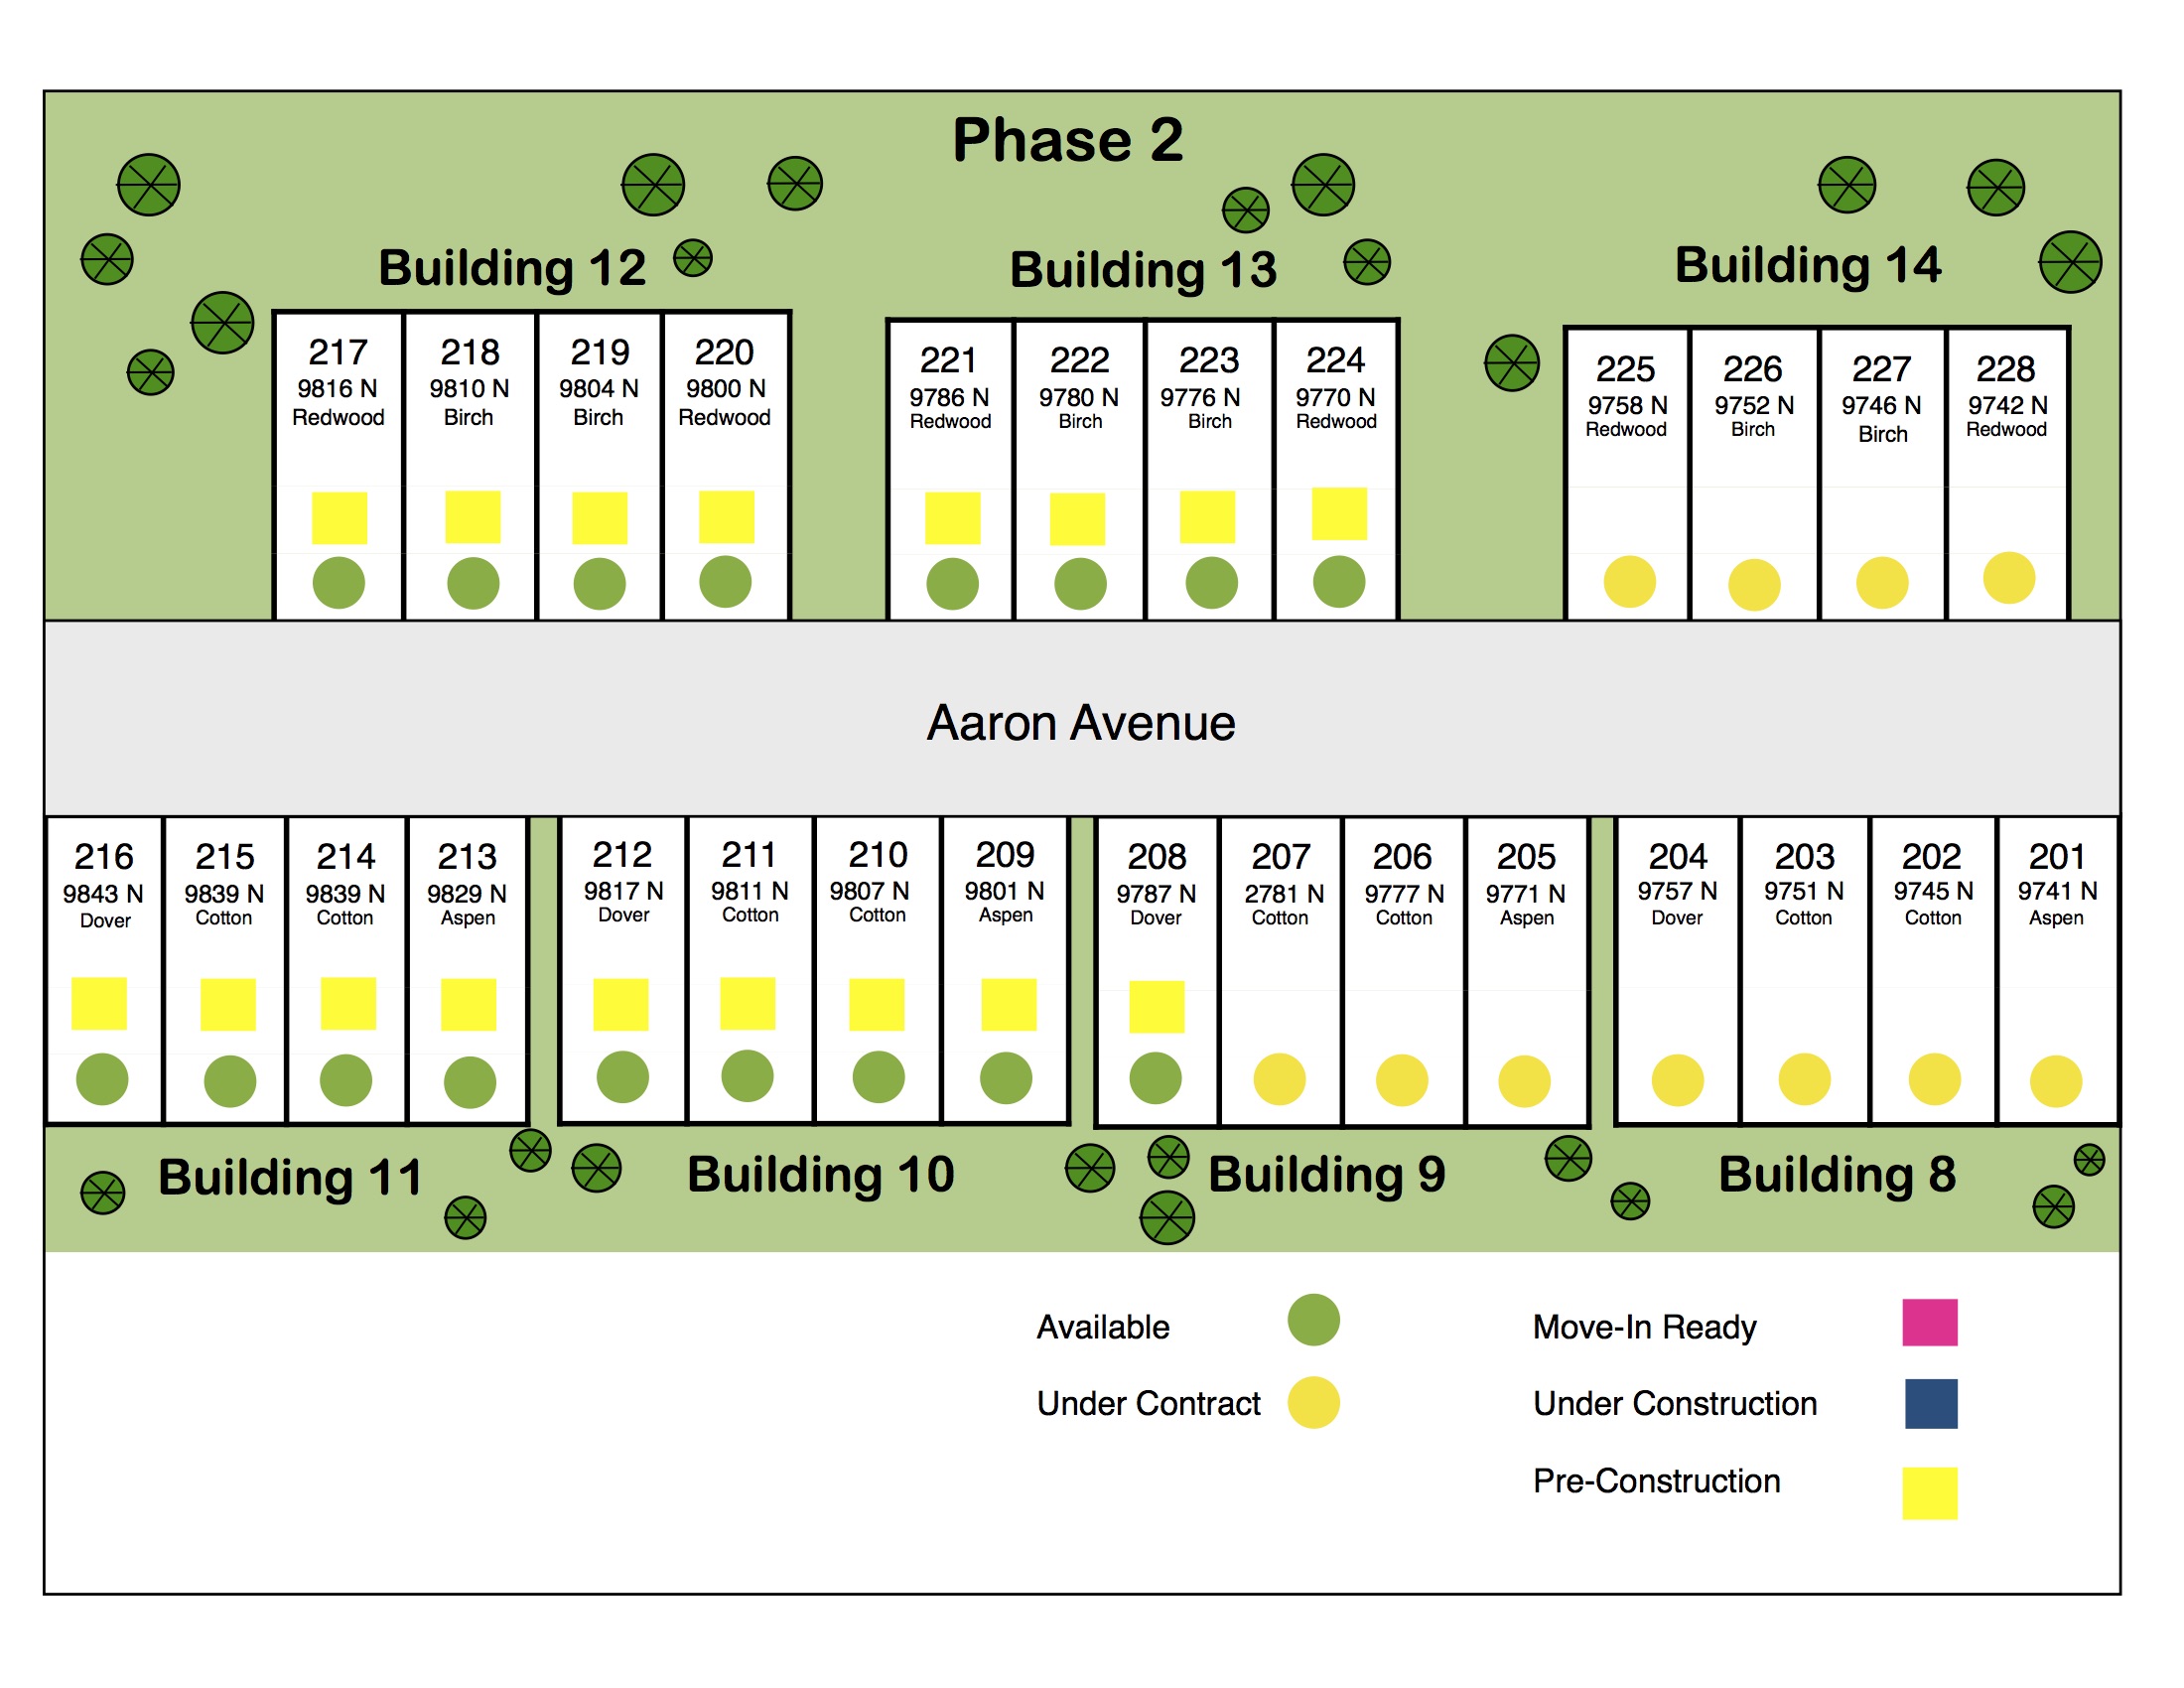 Phase 2
Building 12
Building 13
Building 14
217
9816 N
Redwood
218
9810 N
Birch
219
9804 N
Birch
220
9800 N
Redwood
221
9786 N
Redwood
222
9780 N
Birch
223
9776 N
Birch
224
9770 N
Redwood
225
9758 N
Redwood
226
9752 N
Birch
227
9746 N
Birch
228
9742 N
Redwood
Aaron Avenue
216
9843 N
Dover
215
9839 N
Cotton
214
9839 N
Cotton
213
9829 N
Aspen
212
9817 N
Dover
211
9811 N
Cotton
210
9807 N
Cotton
209
9801 N
Aspen
208
9787 N
Dover
207
2781 N
Cotton
206
9777 N
Cotton
205
9771 N
Aspen
204
9757 N
Dover
203
9751 N
Cotton
202
9745 N
Cotton
201
9741 N
Aspen
Building 11
Building 10
Building 9
Building 8
Available
Under Contract
Move-In Ready
Under Construction
Pre-Construction